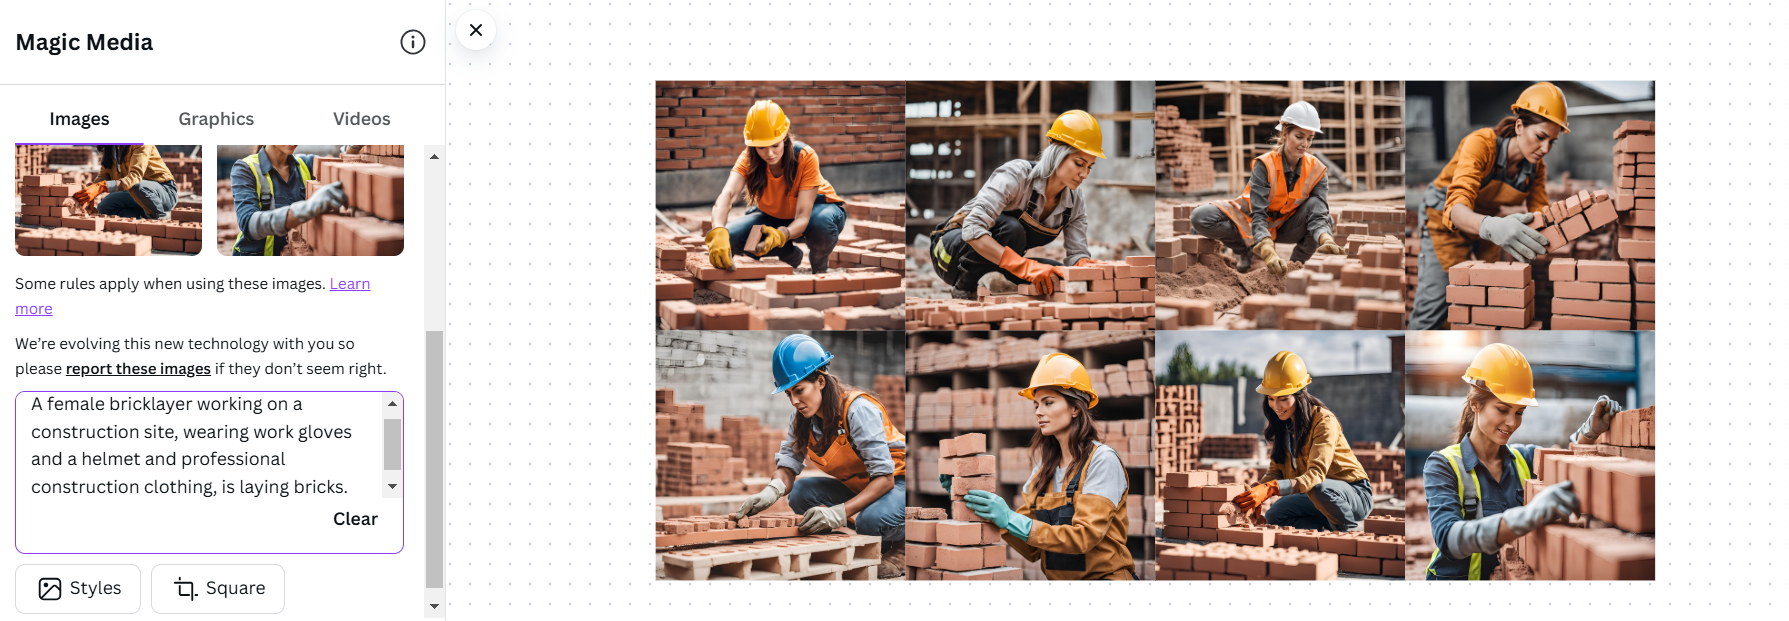 Magic Media
Images
Graphics
Videos
Some rules apply when using these images. Learn
more
We're evolving this new technology with you so
please report these images if they don't seem right.
A female bricklayer working on a
construction site, wearing work gloves
and a helmet and professional
construction clothing, is laying bricks.
Clear
Styles
Square